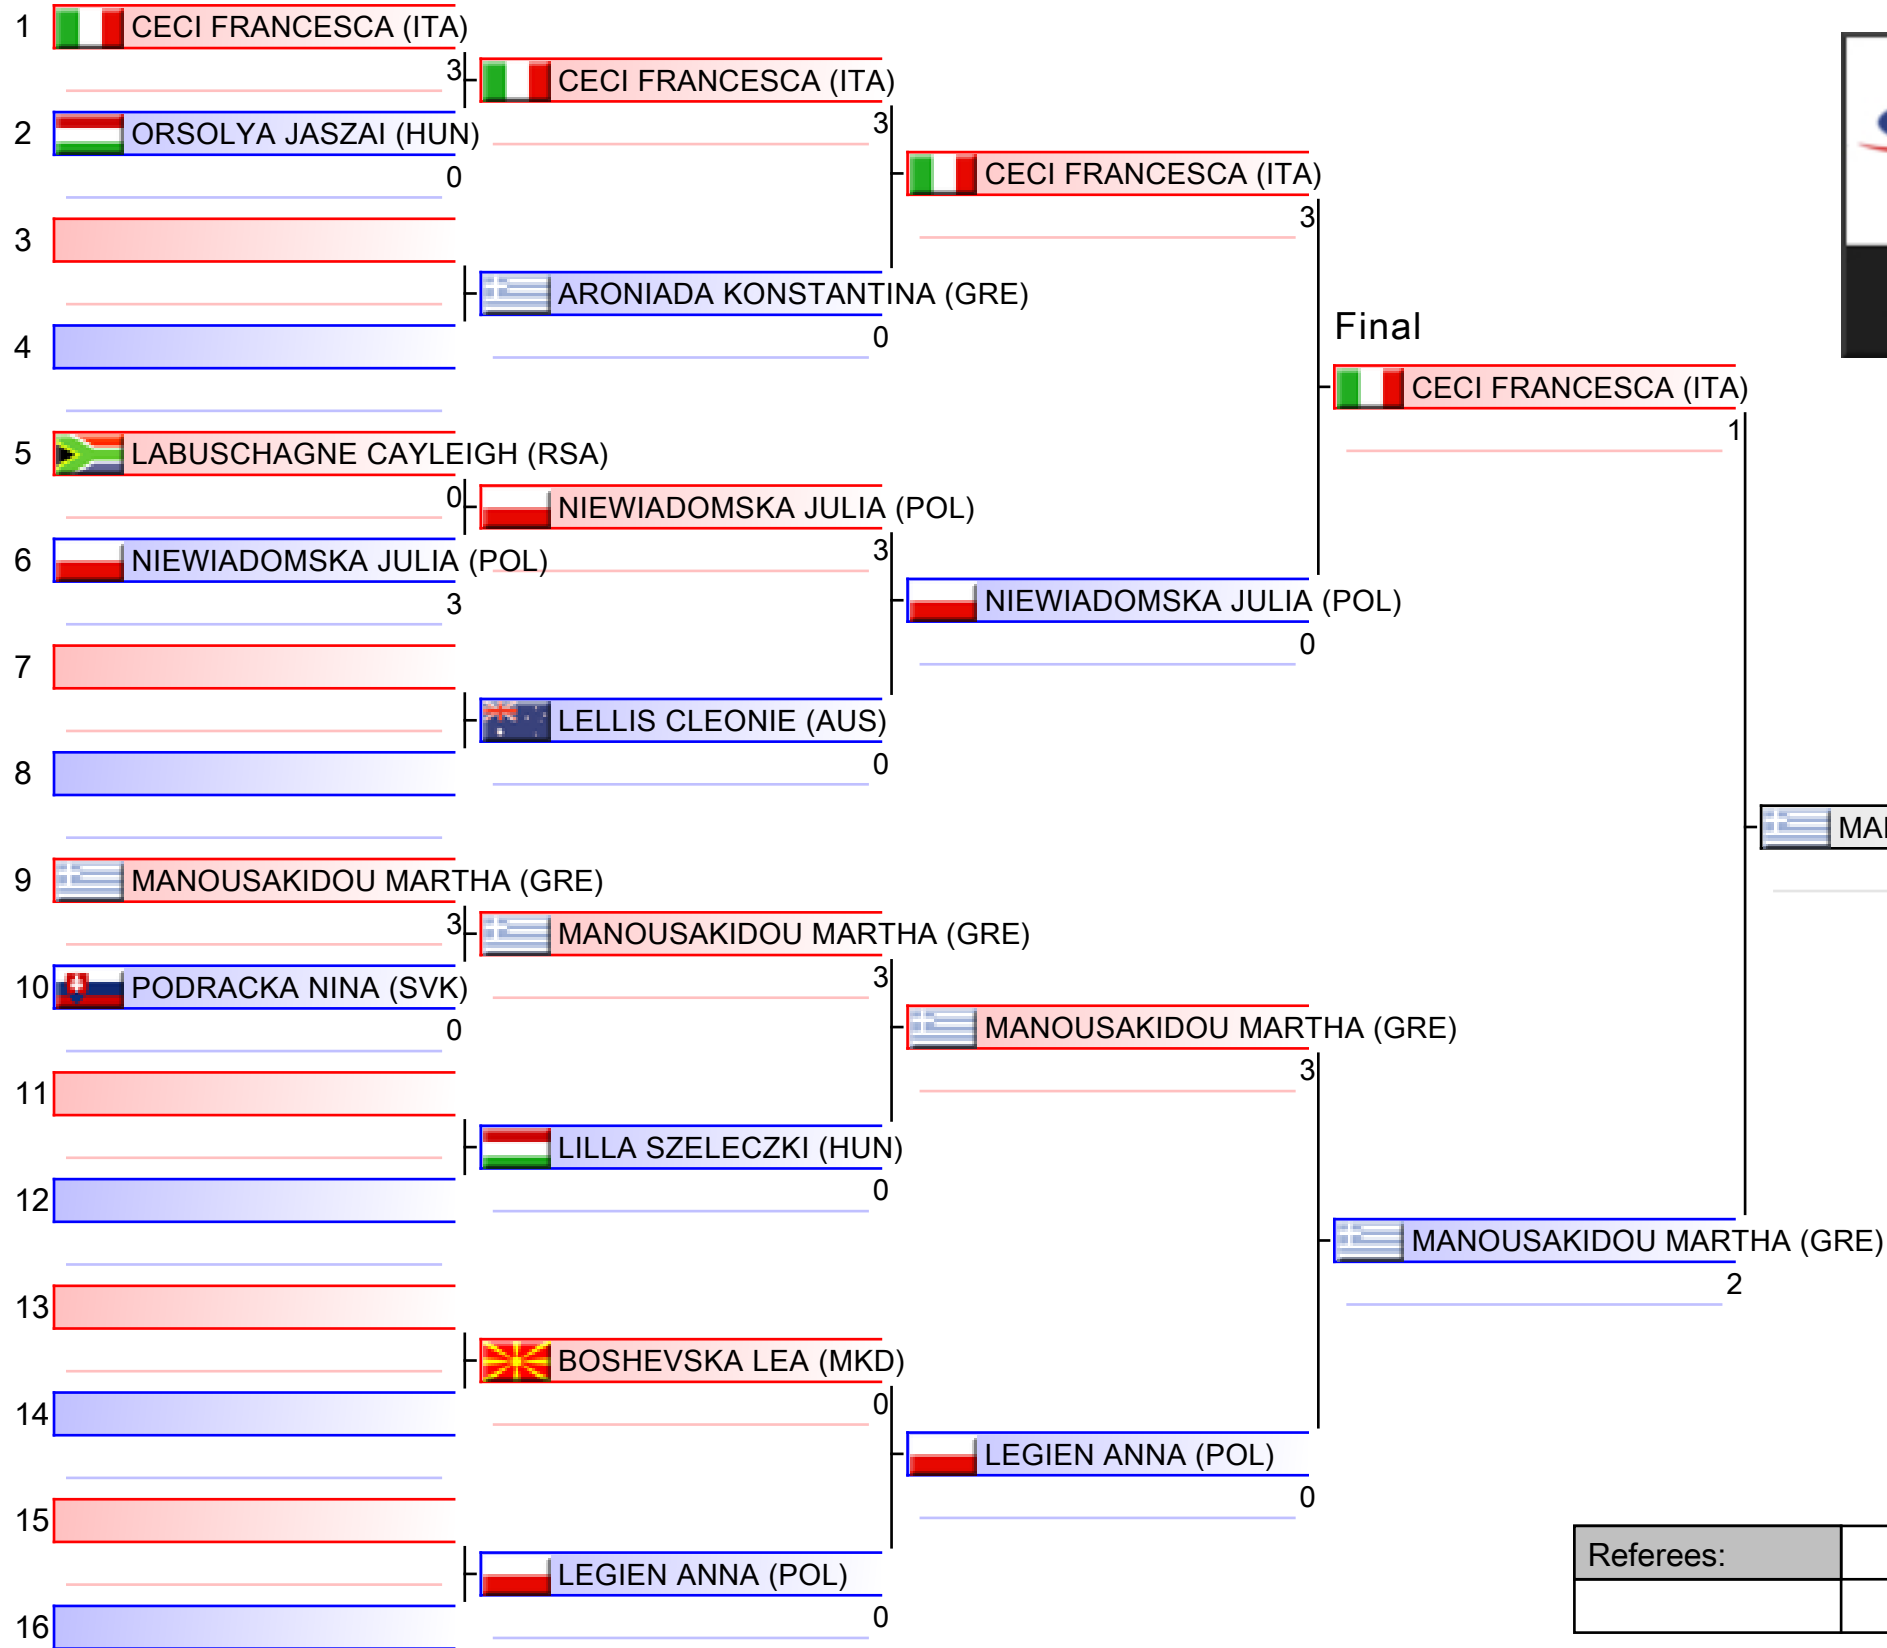 1 CECI FRANCESCA (ITA)
3 CECI FRANCESCA (ITA)
2 ORSOLYA JASZAI (HUN) 3
0 CECI FRANCESCA (ITA)
3 3
ARONIADA KONSTANTINA (GRE)
4 0 Final
CECI FRANCESCA (ITA)
5 LABUSCHAGNE CAYLEIGH (RSA) 1
0 NIEWIADOMSKA JULIA (POL)
6 NIEWIADOMSKA JULIA (POL) 3
3 NIEWIADOMSKA JULIA (POL)
7 0
LELLIS CLEONIE (AUS)
8 0
9 MANOUSAKIDOU MARTHA (GRE)
3 MANOUSAKIDOU MARTHA (GRE)
10 PODRACKA NINA (SVK) 3
0 MANOUSAKIDOU MARTHA (GRE)
11 3
LILLA SZELECZKI (HUN)
12 0
MANOUSAKIDOU MARTHA (GRE)
13 2
BOSHEVSKA LEA (MKD)
14 0
LEGIEN ANNA (POL)
15 0
LEGIEN ANNA (POL)
16 0
Referees: